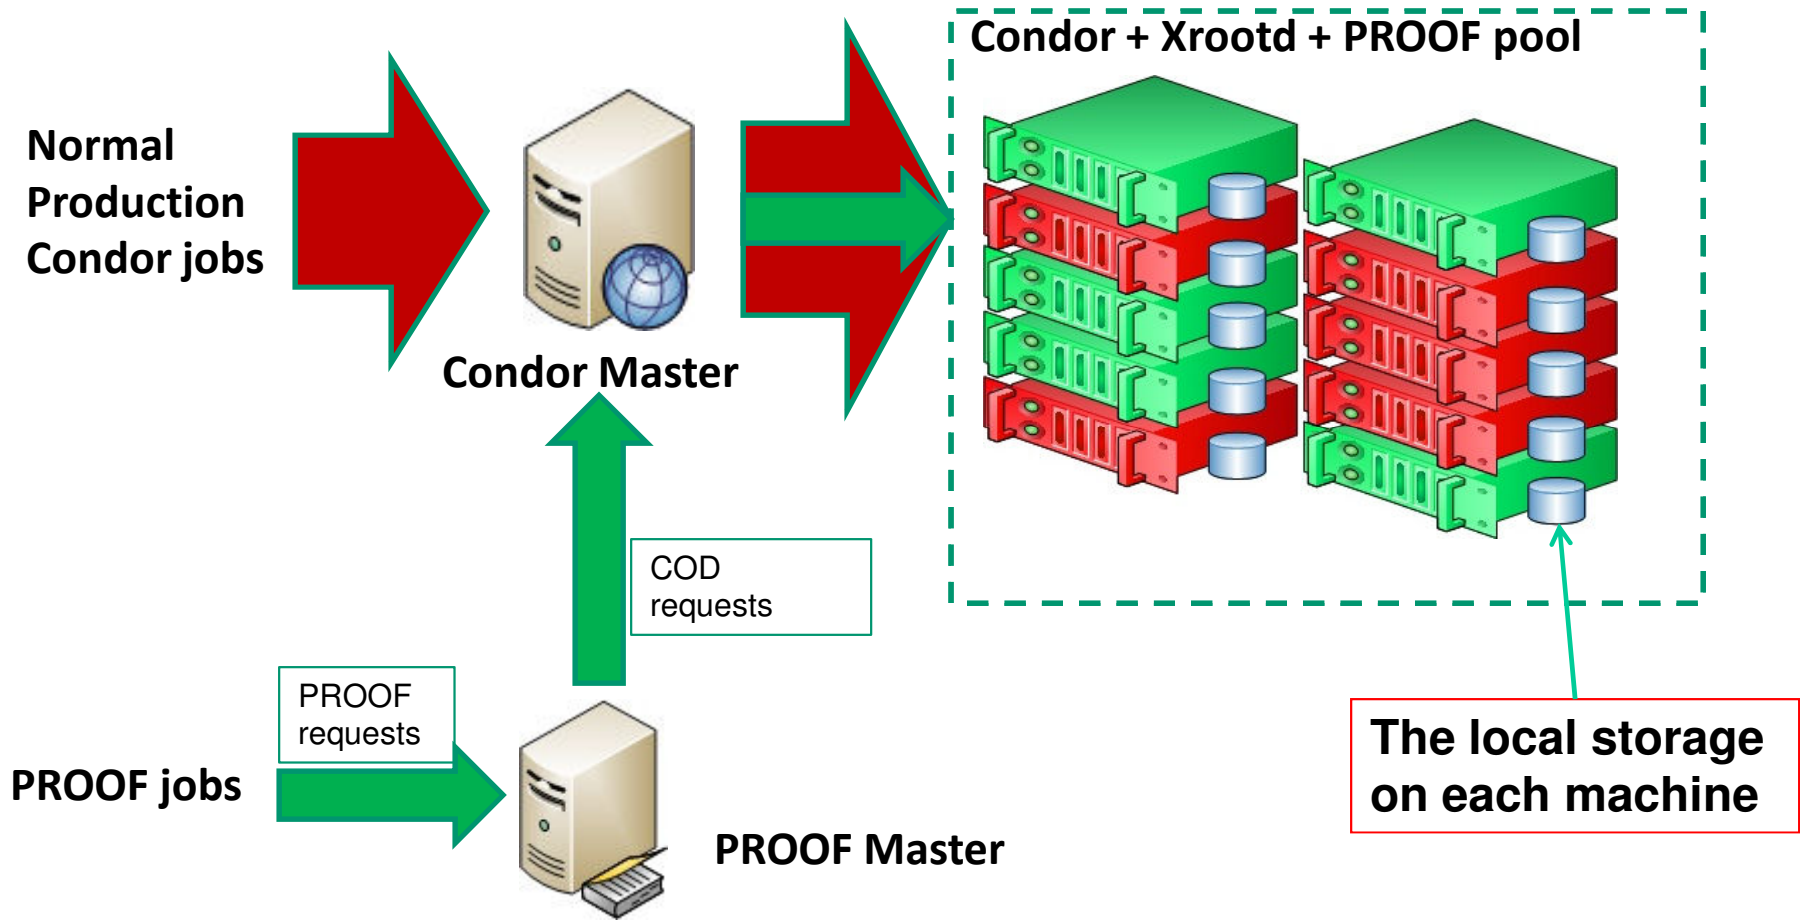 Condor + Xrootd + PROOF pool
Normal
Production
Condor jobs
Condor Master
COD
requests
PROOF
requests
PROOF jobs
PROOF Master
The local storage
on each machine